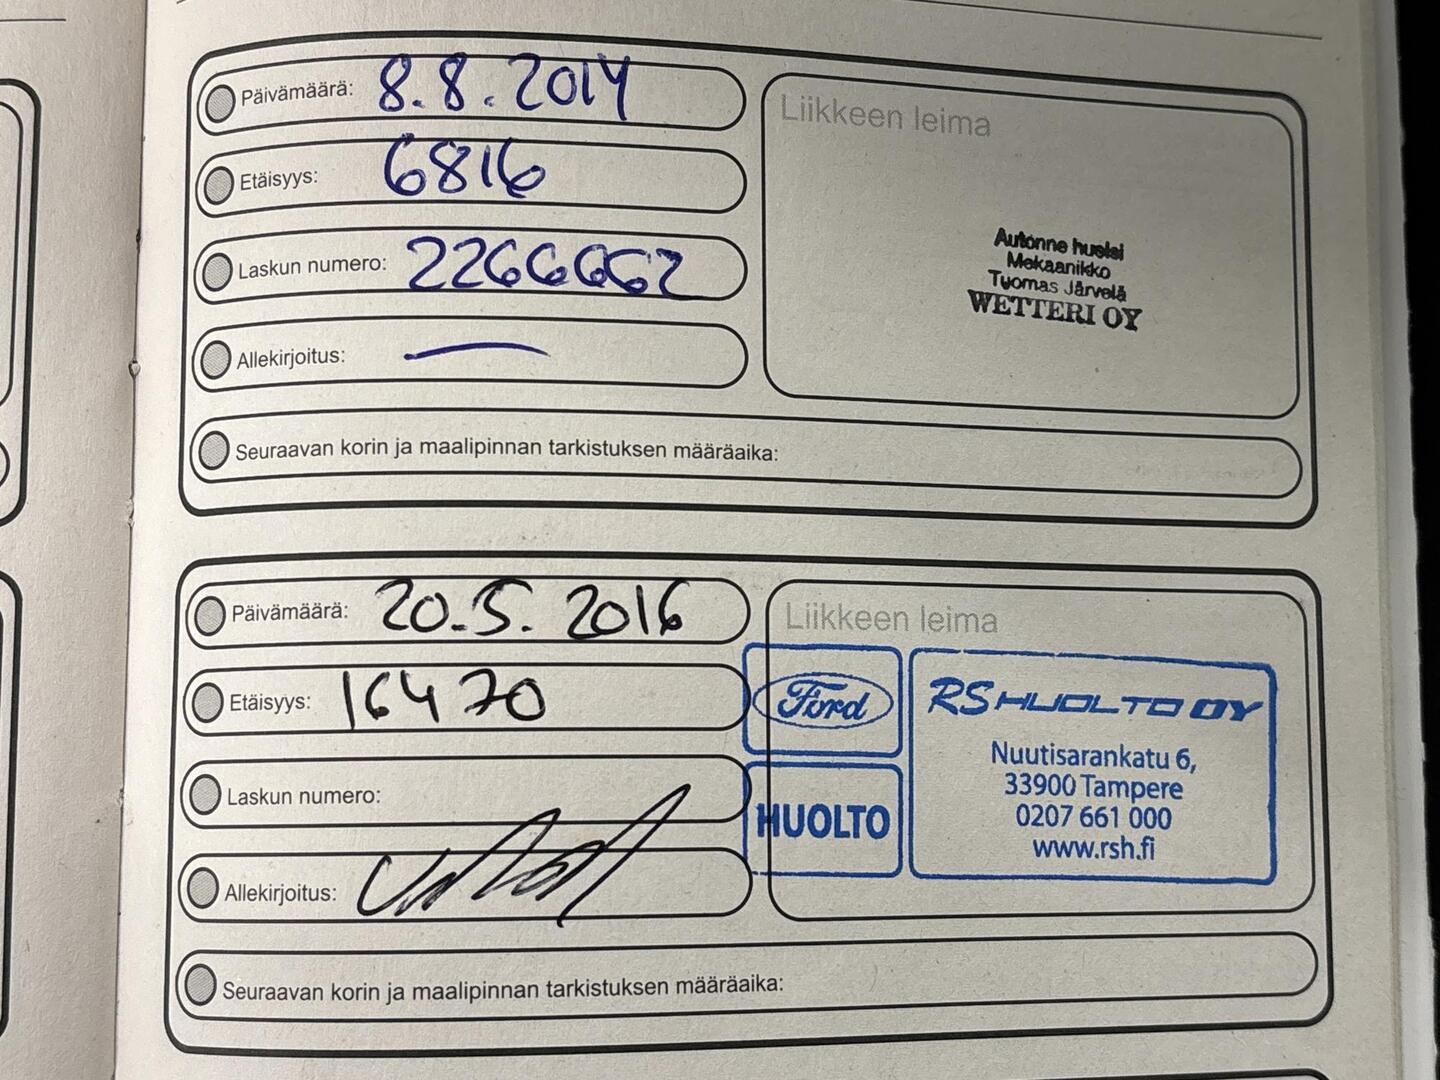 Päivämäärä: 8.8.2014
Etäisyys: 6816
Laskun numero: 2266662
Allekirjoitus:
Seuraavan korin ja maalipinnan tarkistuksen määräaika:
Liikkeen leima
Autonne huolsi
Mekaanikko
Tuomas Järvelä
WETTERI OY
Päivämäärä: 20.5.2016
Etäisyys: 16470
Laskun numero:
Allekirjoitus:
Seuraavan korin ja maalipinnan tarkistuksen määräaika:
Liikkeen leima
Ford
HUOLTO
RS HUOLTO OY
Nuutisarankatu 6,
33900 Tampere
0207 661 000
www.rsh.fi